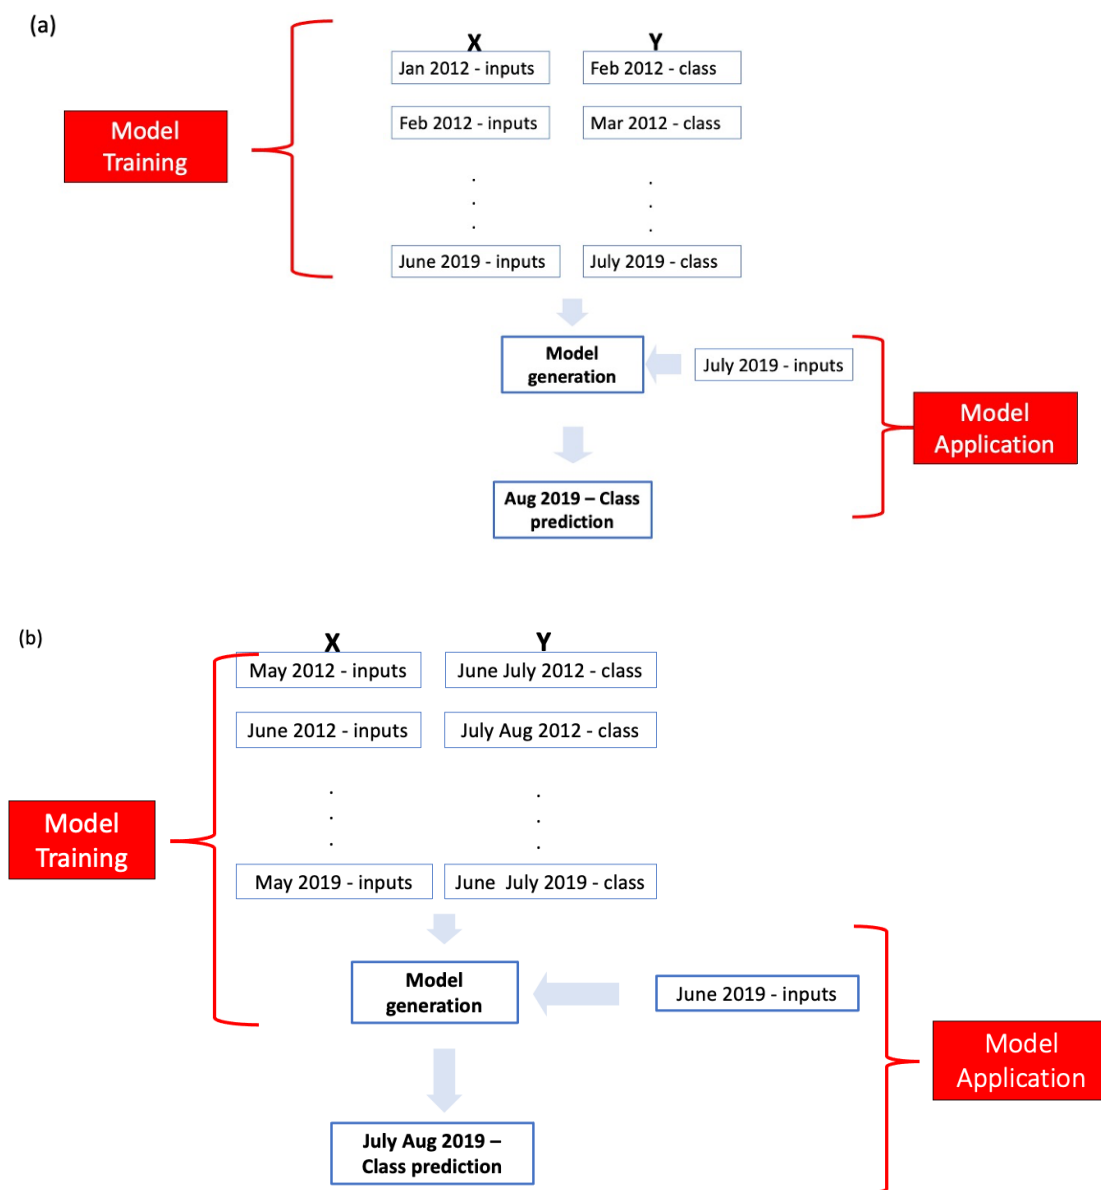 (a)
X Y
Jan 2012 - inputs Feb 2012 - class
Feb 2012 - inputs Mar 2012 - class
Model
Training
. .
. .
. .
June 2019 - inputs July 2019 - class
Model
generation
July 2019 - inputs
Model
Application
Aug 2019 – Class
prediction
(b)
X Y
May 2012 - inputs June July 2012 - class
June 2012 - inputs July Aug 2012 - class
. .
. .
. .
Model
Training
May 2019 - inputs June  July 2019 - class
Model
generation
June 2019 - inputs
Model
Application
July Aug 2019 –
Class prediction